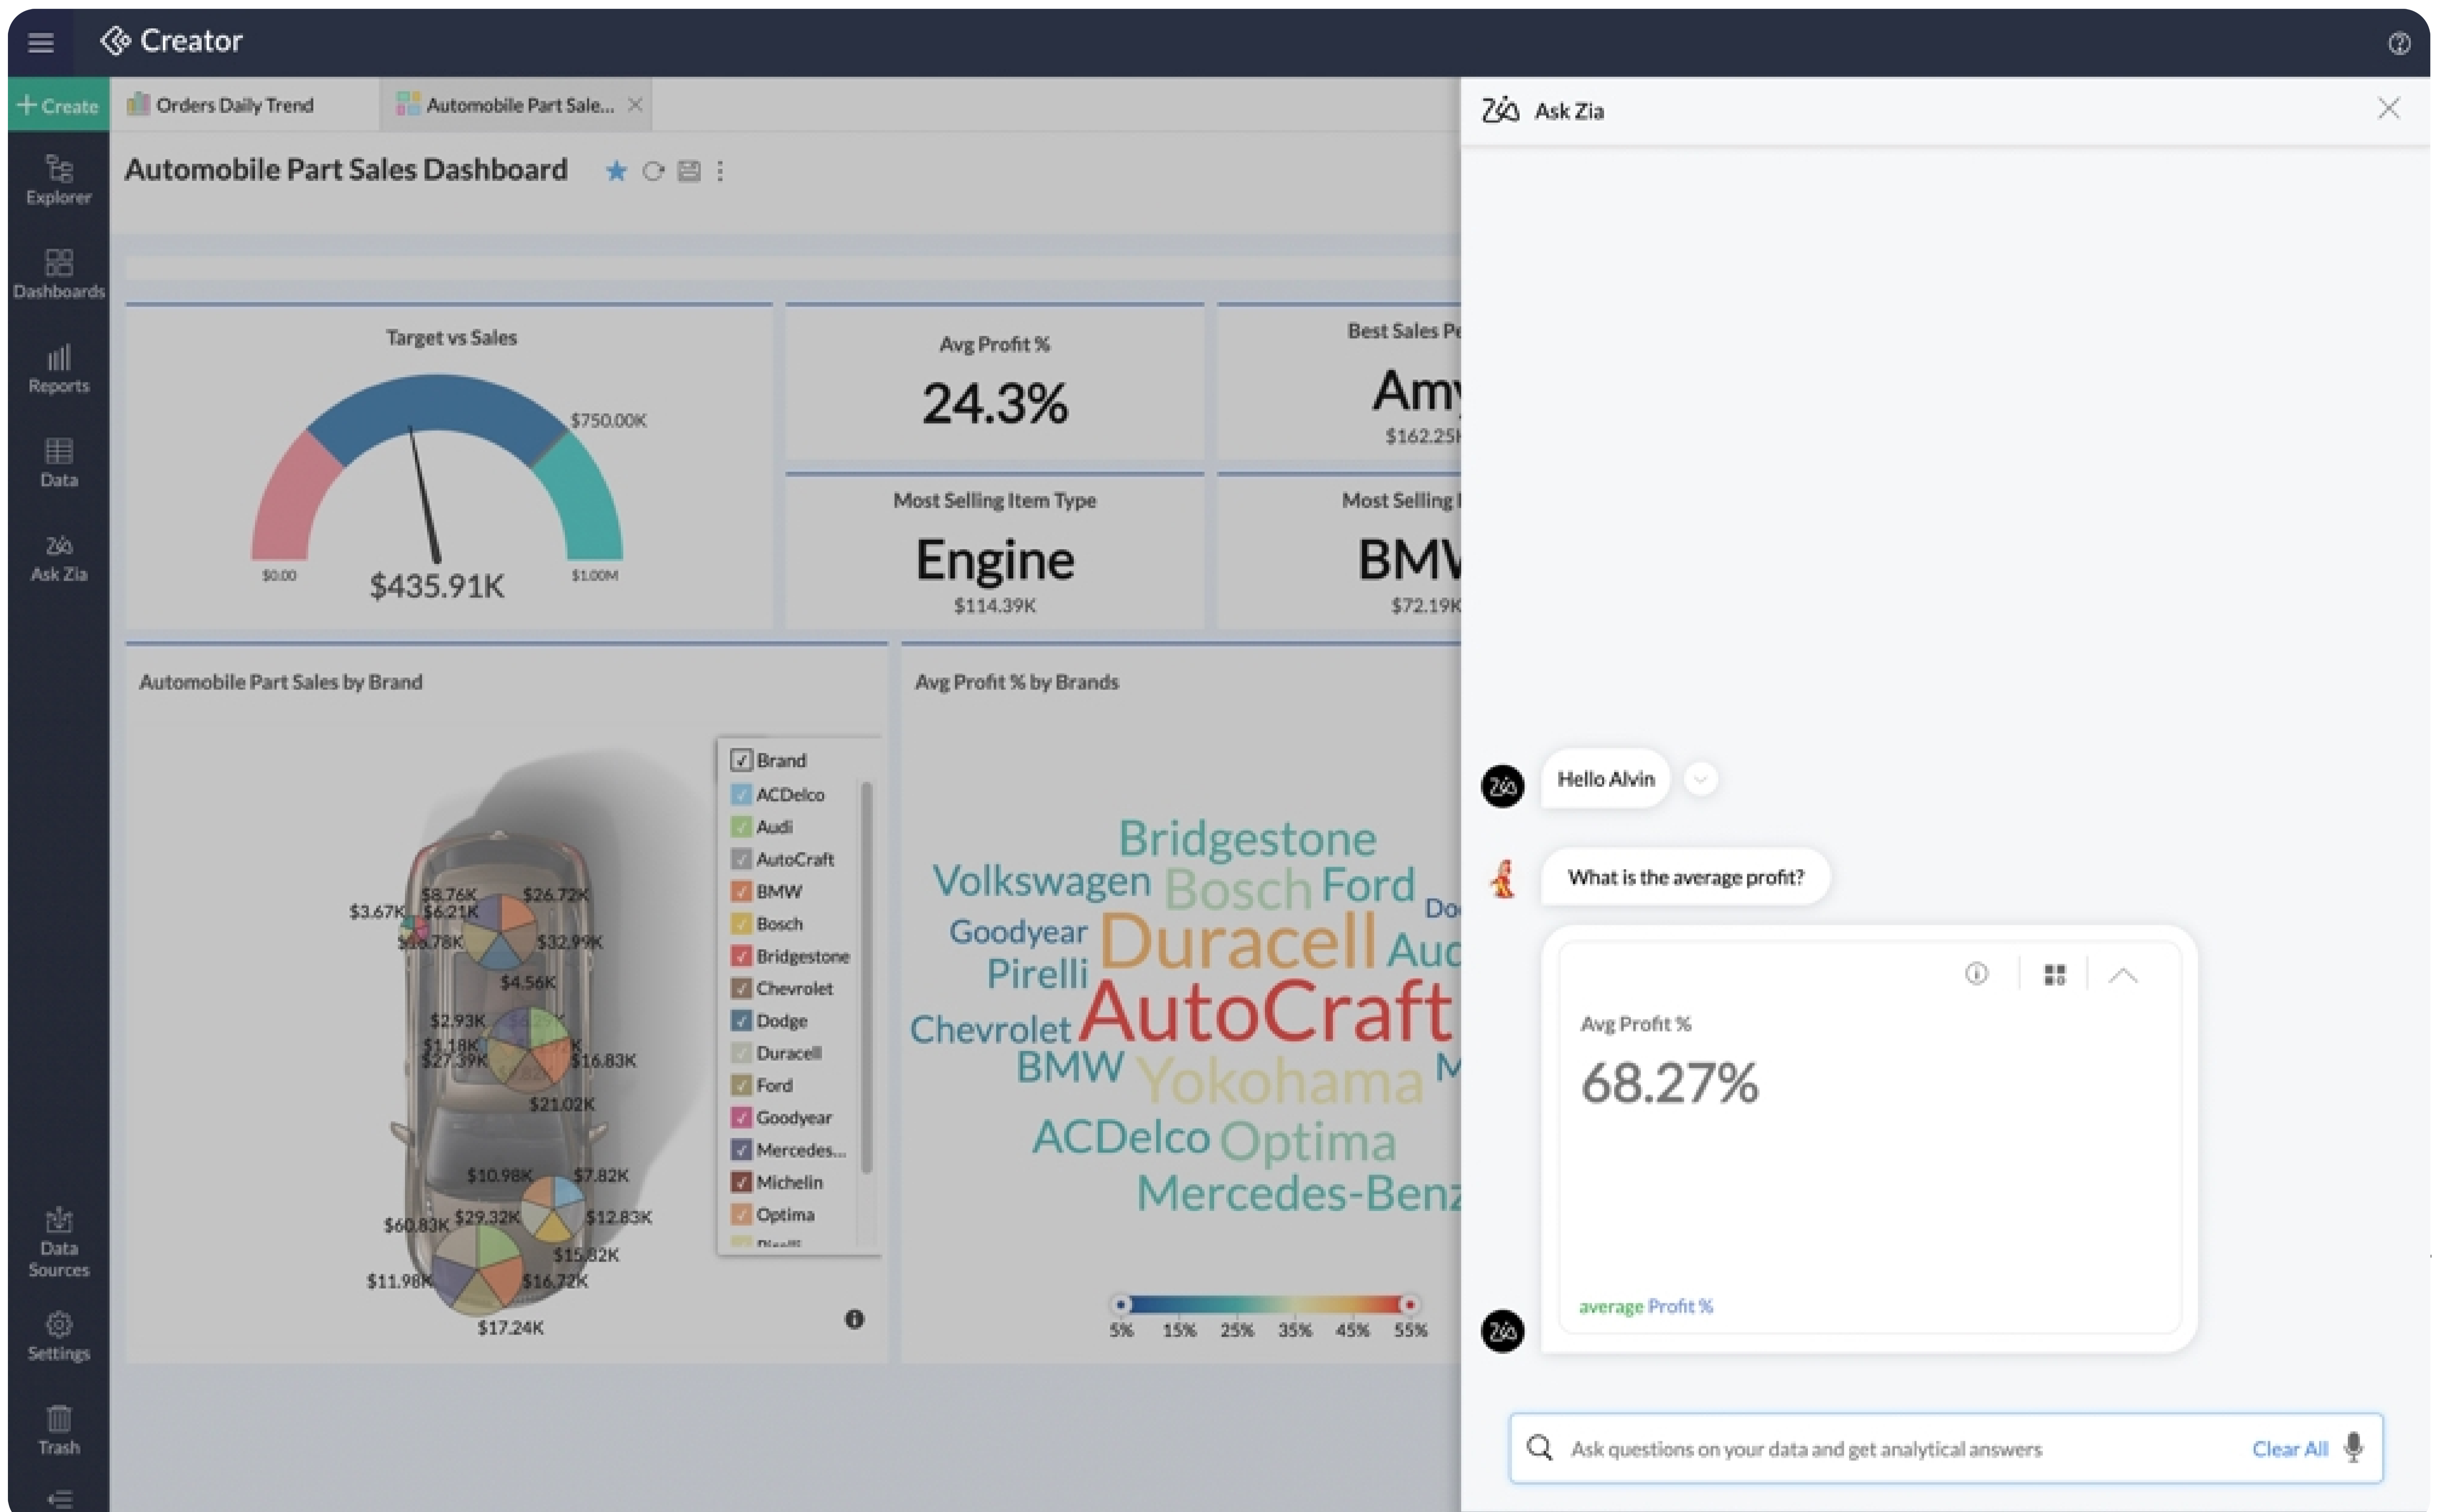 Creator
+ Create
Orders Daily Trend
Automobile Part Sale...
Automobile Part Sales Dashboard
Explorer
Dashboards
Reports
Data
Ask Zia
Data
Sources
Settings
Trash
Target vs Sales
$750.00K
$0.00
$1.00M
$435.91K
Avg Profit %
24.3%
Best Sales Pe
Amy
$162.25K
Most Selling Item Type
Engine
$114.39K
Most Selling
BMW
$72.19K
Automobile Part Sales by Brand
$8.76K
$26.72K
$3.67K
$6.21K
$32.99K
$4.56K
$2.93K
$1.18K
$27.39K
$16.83K
$21.02K
$10.98K
$7.82K
$60.83K
$29.32K
$12.83K
$15.82K
$11.98K
$16.72K
$17.24K
Brand
ACDelco
Audi
AutoCraft
BMW
Bosch
Bridgestone
Chevrolet
Dodge
Duracell
Ford
Goodyear
Mercedes...
Michelin
Optima
Avg Profit % by Brands
Bridgestone
Volkswagen Bosch Ford
Goodyear Duracell
Pirelli
Chevrolet AutoCraft
BMW Yokohama
ACDelco Optima
Mercedes-Benz
5% 15% 25% 35% 45% 55%
Zia Ask Zia
Hello Alvin
What is the average profit?
Avg Profit %
68.27%
average Profit %
Ask questions on your data and get analytical answers
Clear All